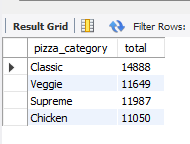 Result Grid Filter Rows:
pizza_category total
Classic 14888
Veggie 11649
Supreme 11987
Chicken 11050